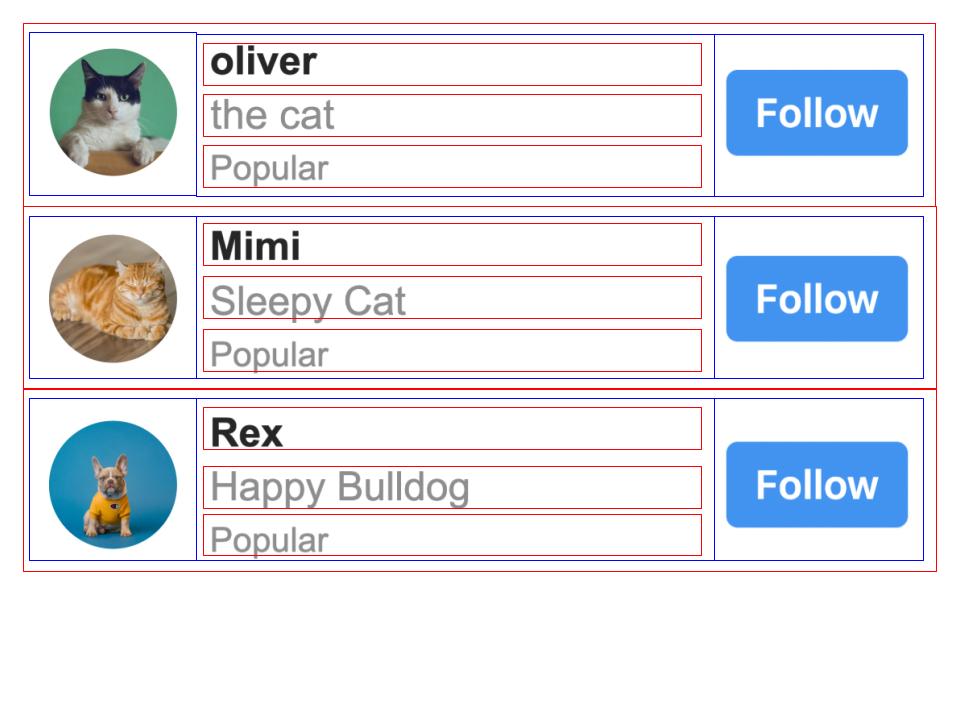 oliver
the cat
Popular
Follow
Mimi
Sleepy Cat
Popular
Follow
Rex
Happy Bulldog
Popular
Follow